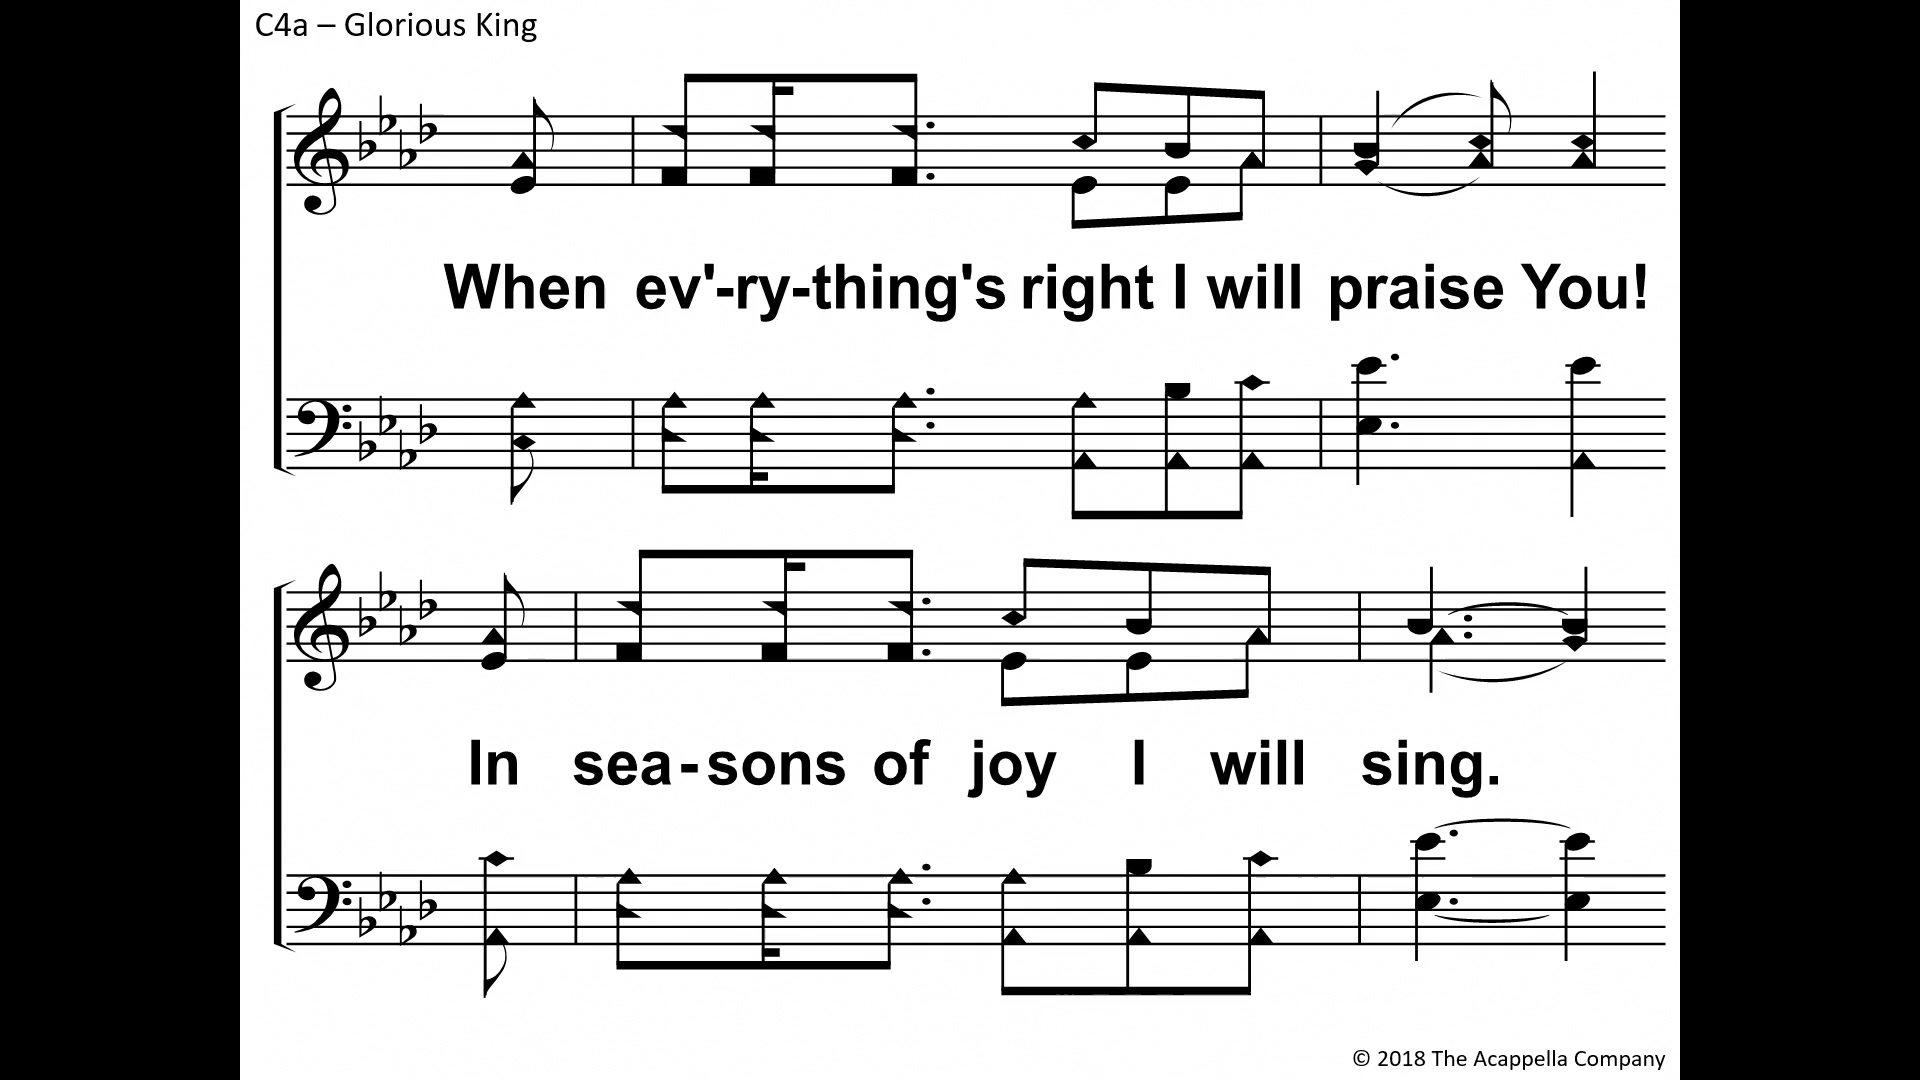 C4a – Glorious King
When ev'-ry-thing's right I will praise You!
In sea-sons of joy I will sing.
© 2018 The Acappella Company